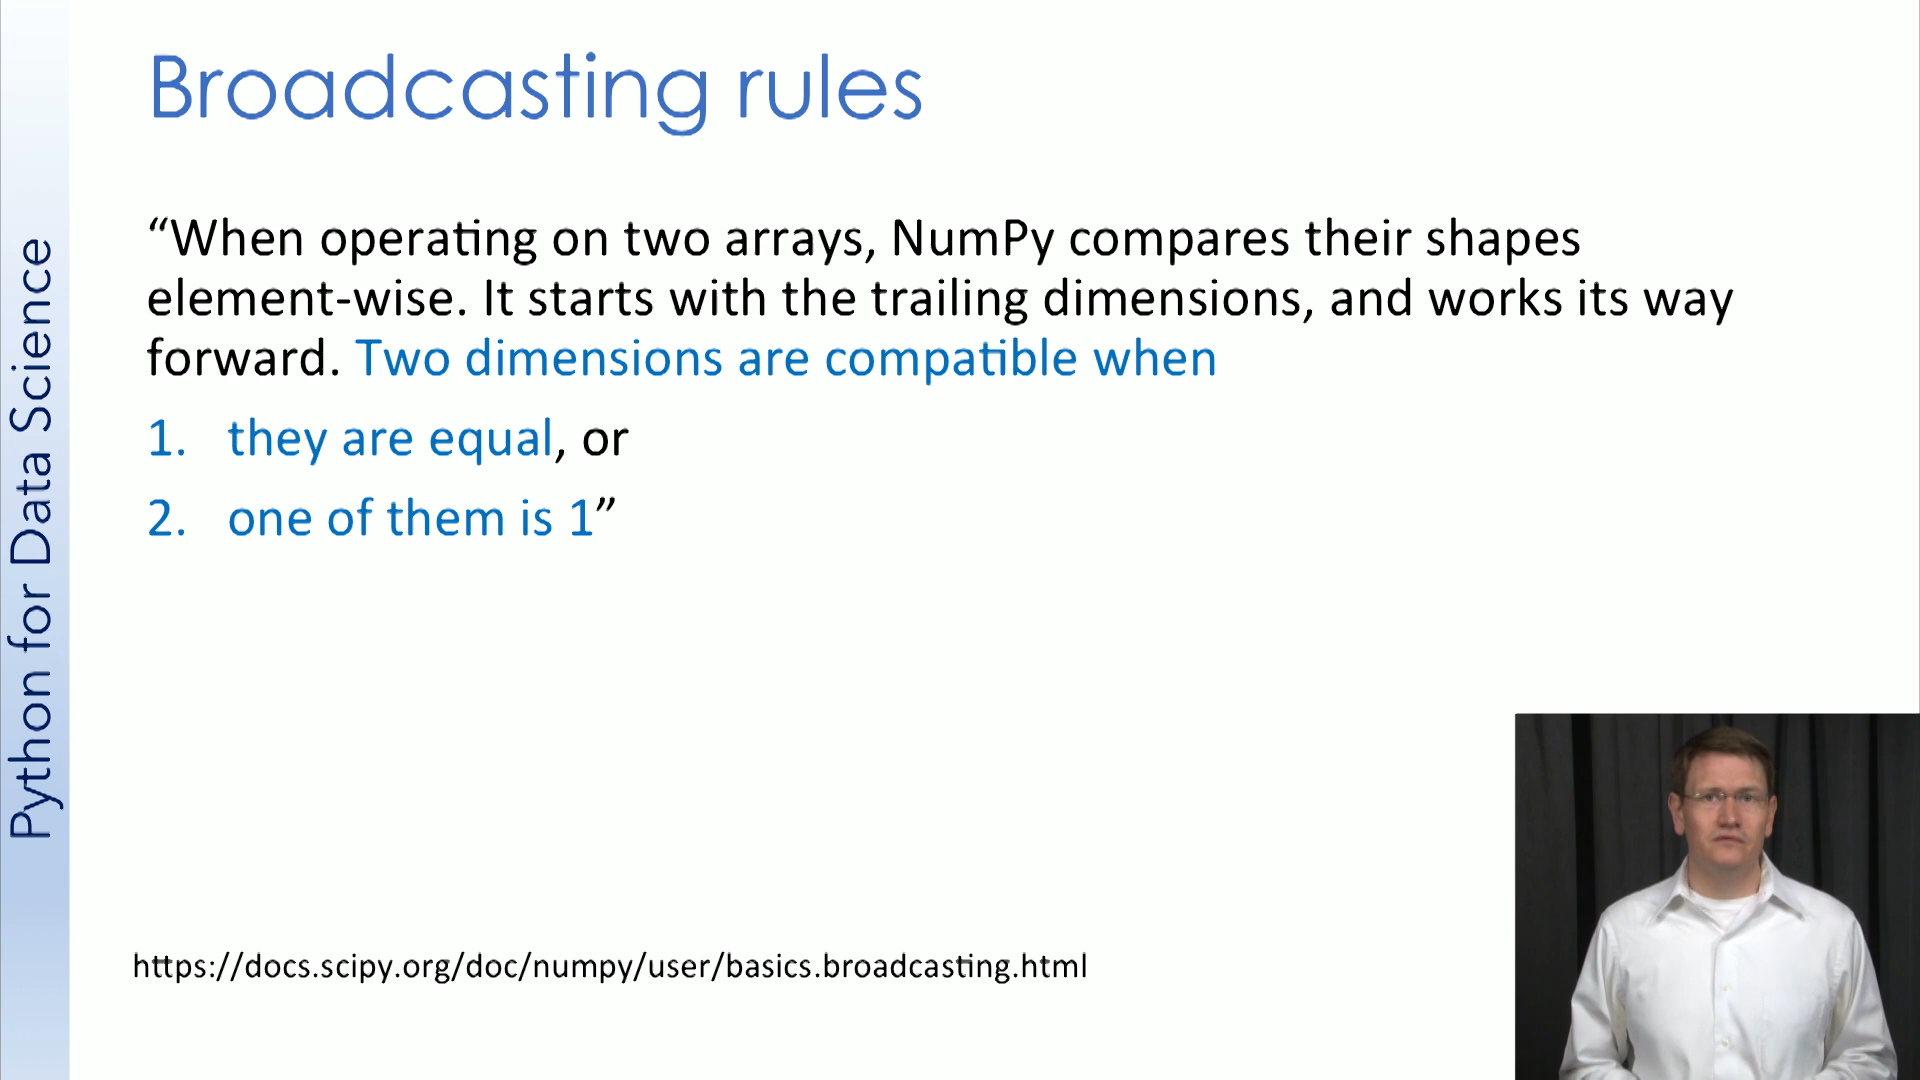 Broadcasting rules
“When operating on two arrays, NumPy compares their shapes
element-wise. It starts with the trailing dimensions, and works its way
forward. Two dimensions are compatible when
1. they are equal, or
2. one of them is 1”
https://docs.scipy.org/doc/numpy/user/basics.broadcasting.html
Python for Data Science